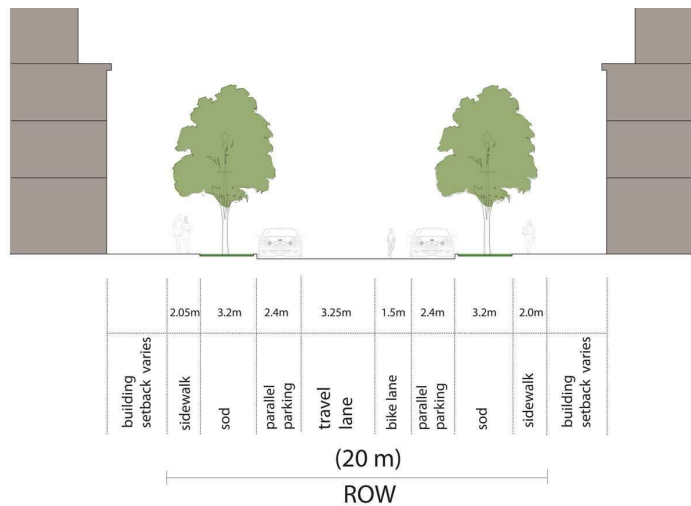 2.05m 3.2m 2.4m 3.25m 1.5m 2.4m 3.2m 2.0m
building
setback varies
sidewalk
sod
parallel
parking
travel
lane
bike lane
parallel
parking
sod
sidewalk
building
setback varies
(20 m)
ROW